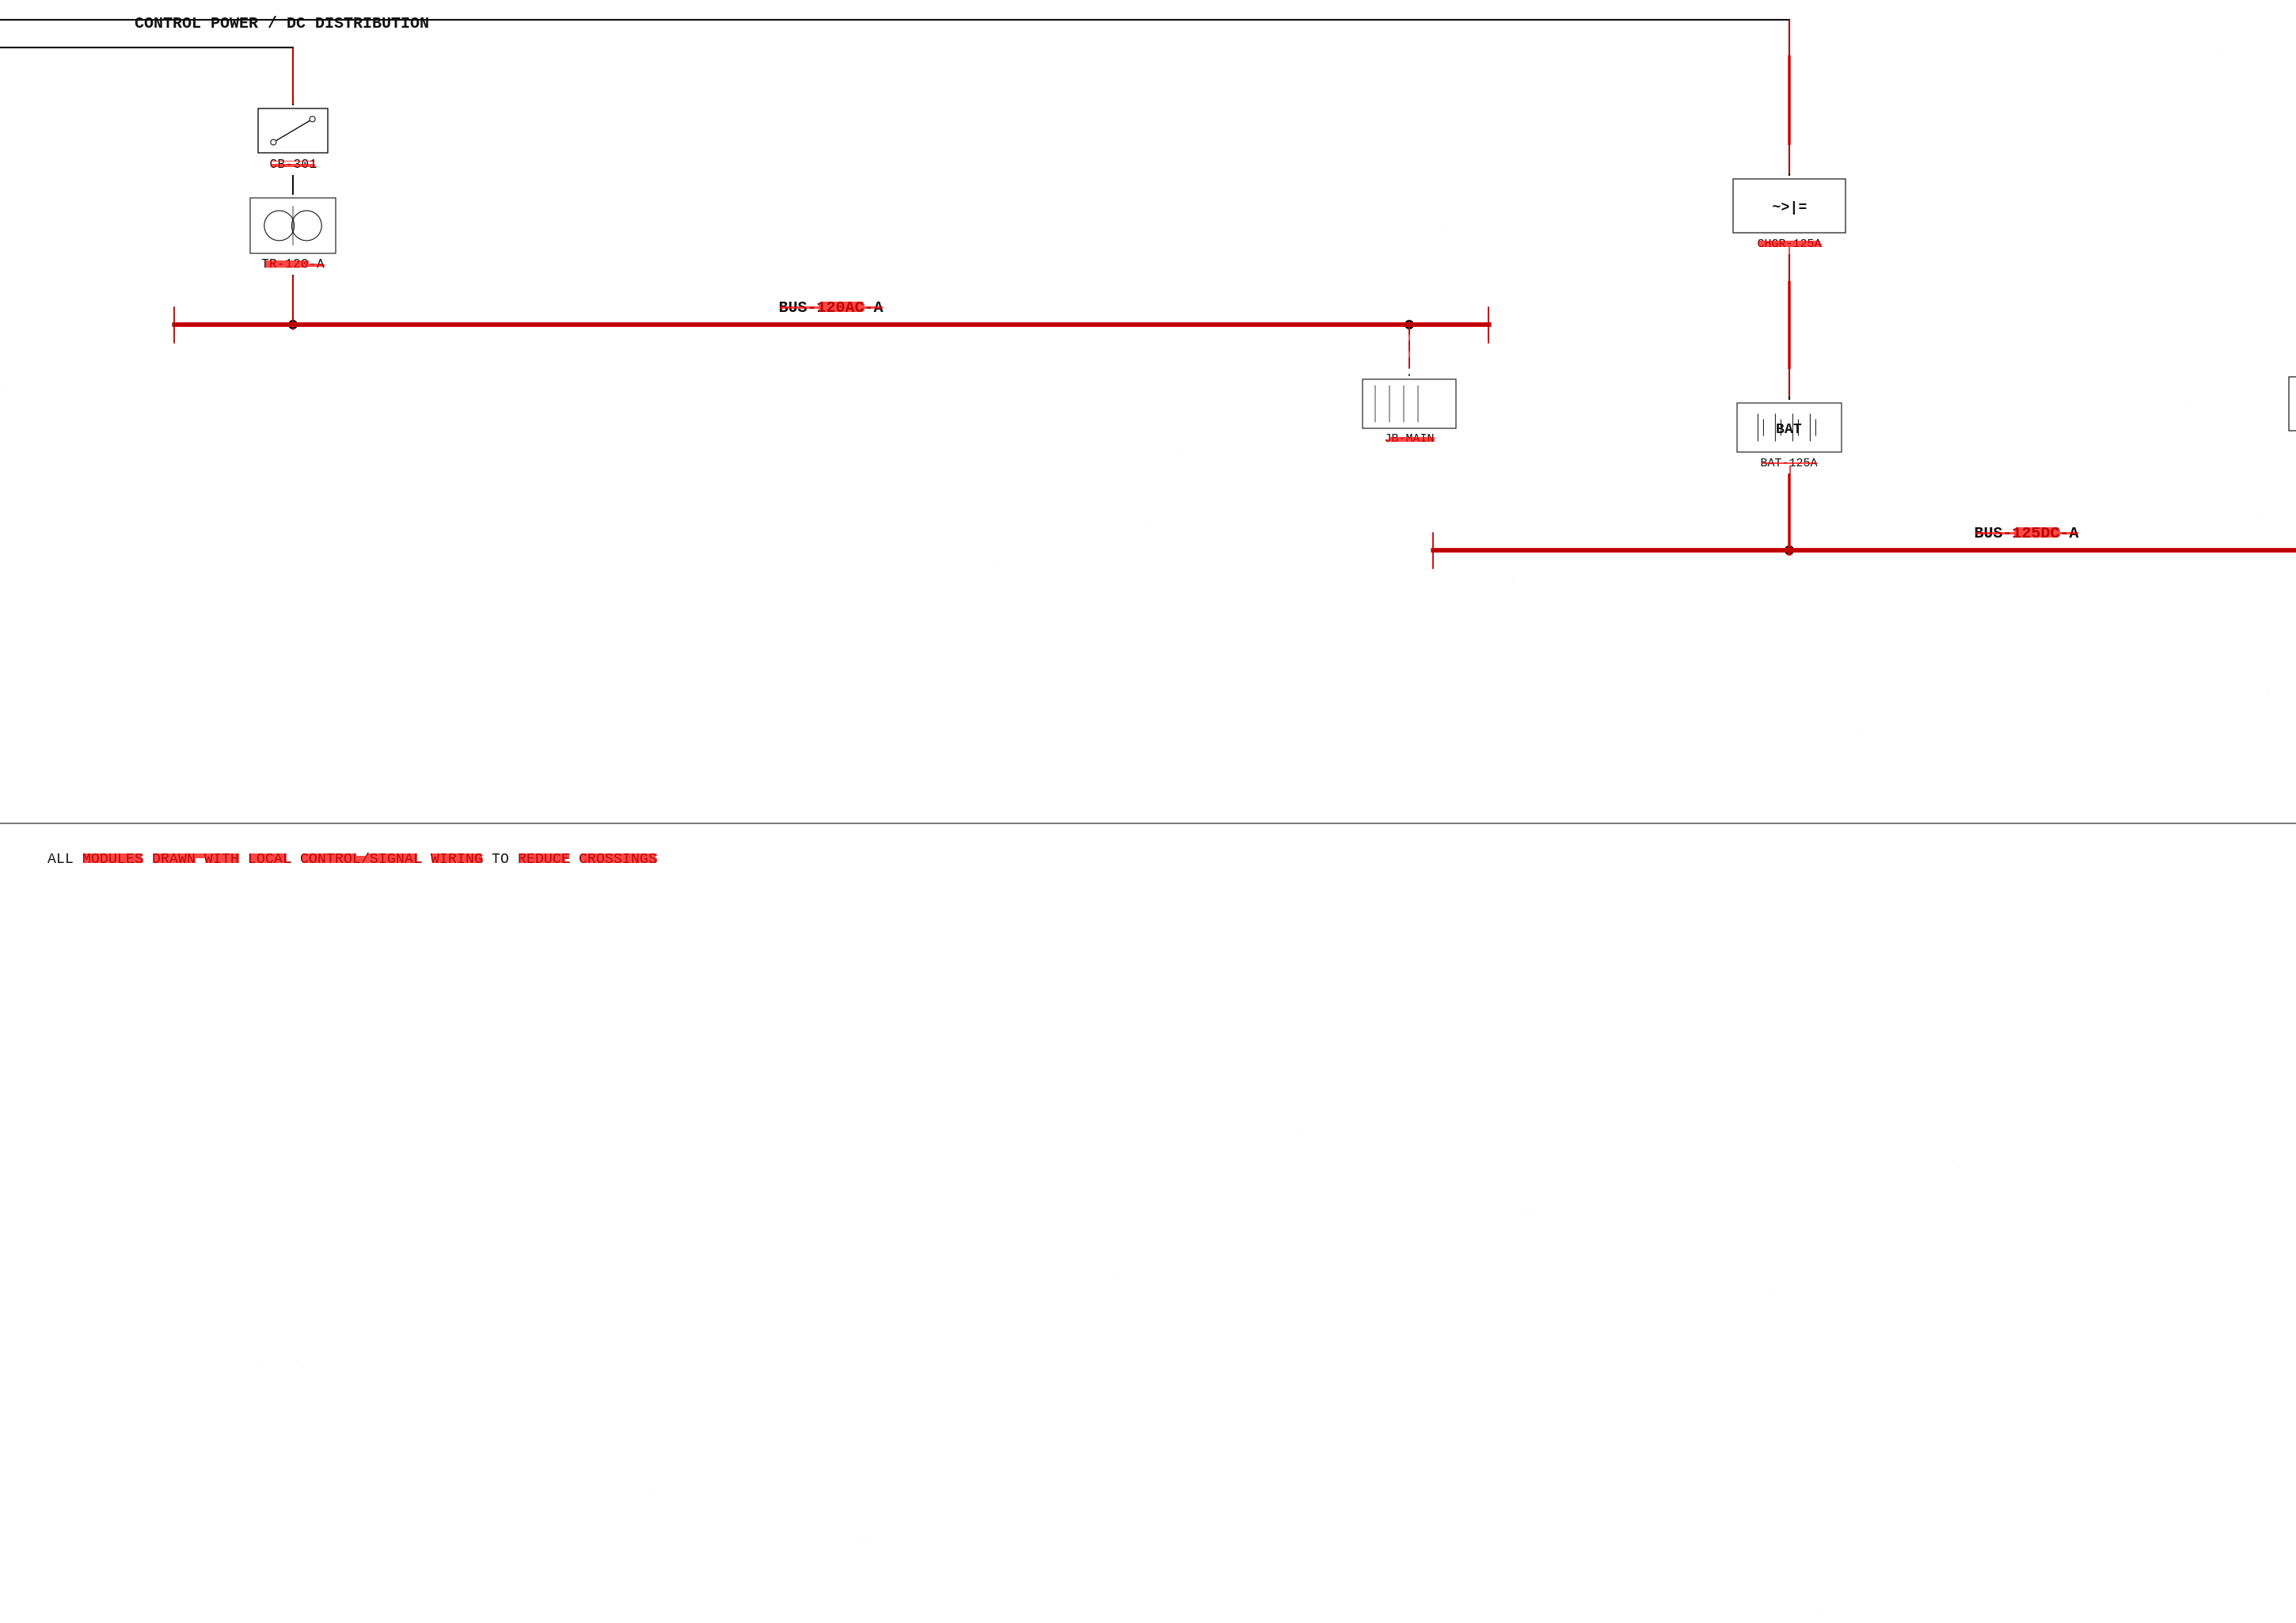 CONTROL POWER / DC DISTRIBUTION
CB-301
~>|=
CHGR-125A
TR-120-A
BUS-120AC-A
BAT
JB-MAIN
BAT-125A
BUS-125DC-A
ALL MODULES DRAWN WITH LOCAL CONTROL/SIGNAL WIRING TO REDUCE CROSSINGS